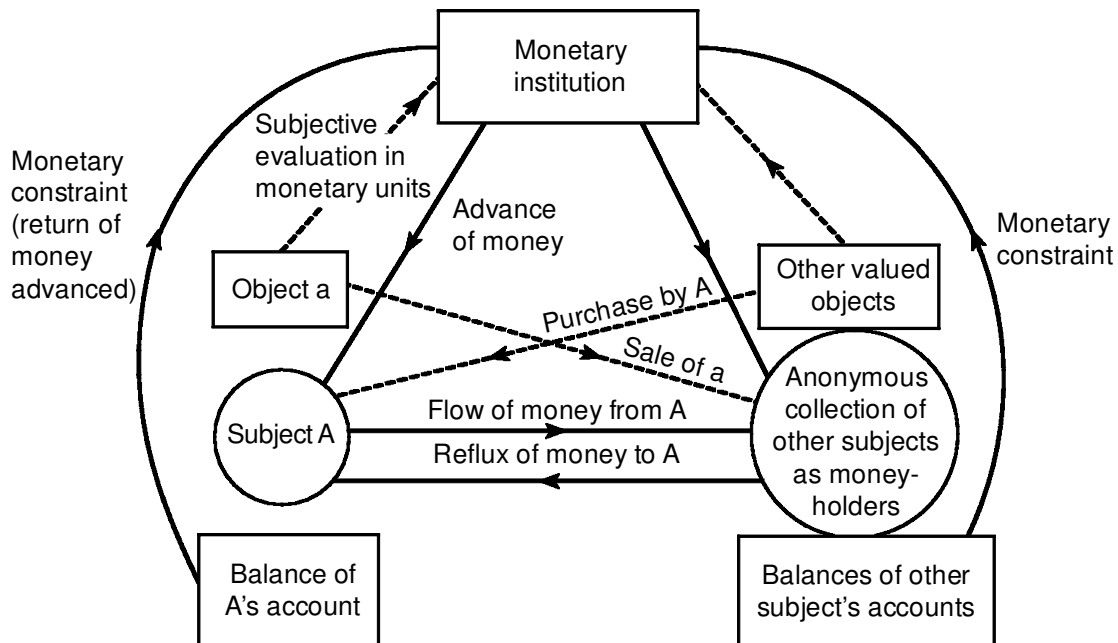 Monetary
institution
Subjective
evaluation in
monetary units
Monetary
constraint
(return of
money
advanced)
Advance
of money
Monetary
constraint
Object a
Other valued
objects
Purchase by A
Sale of a
Subject A
Flow of money from A
Reflux of money to A
Anonymous
collection of
other subjects
as money-
holders
Balance of
A's account
Balances of other
subject's accounts